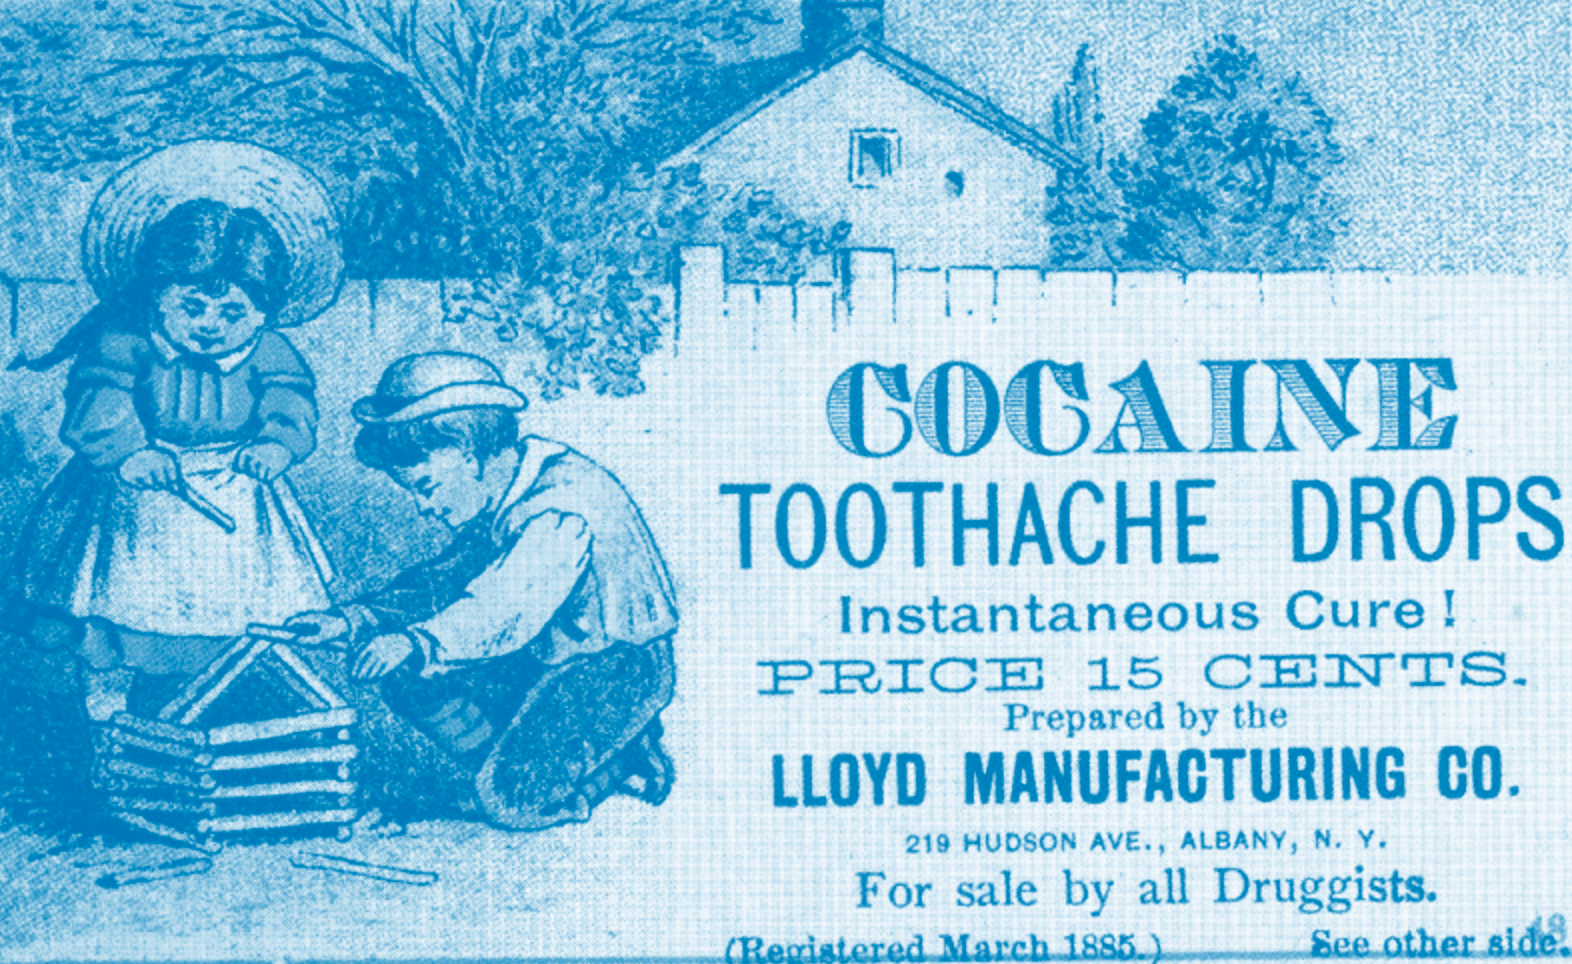 COCAINE
TOOTHACHE DROPS
Instantaneous Cure!
PRICE 15 CENTS.
Prepared by the
LLOYD MANUFACTURING CO.
219 HUDSON AVE., ALBANY, N. Y.
For sale by all Druggists.
(Registered March 1885.) See other side.
18